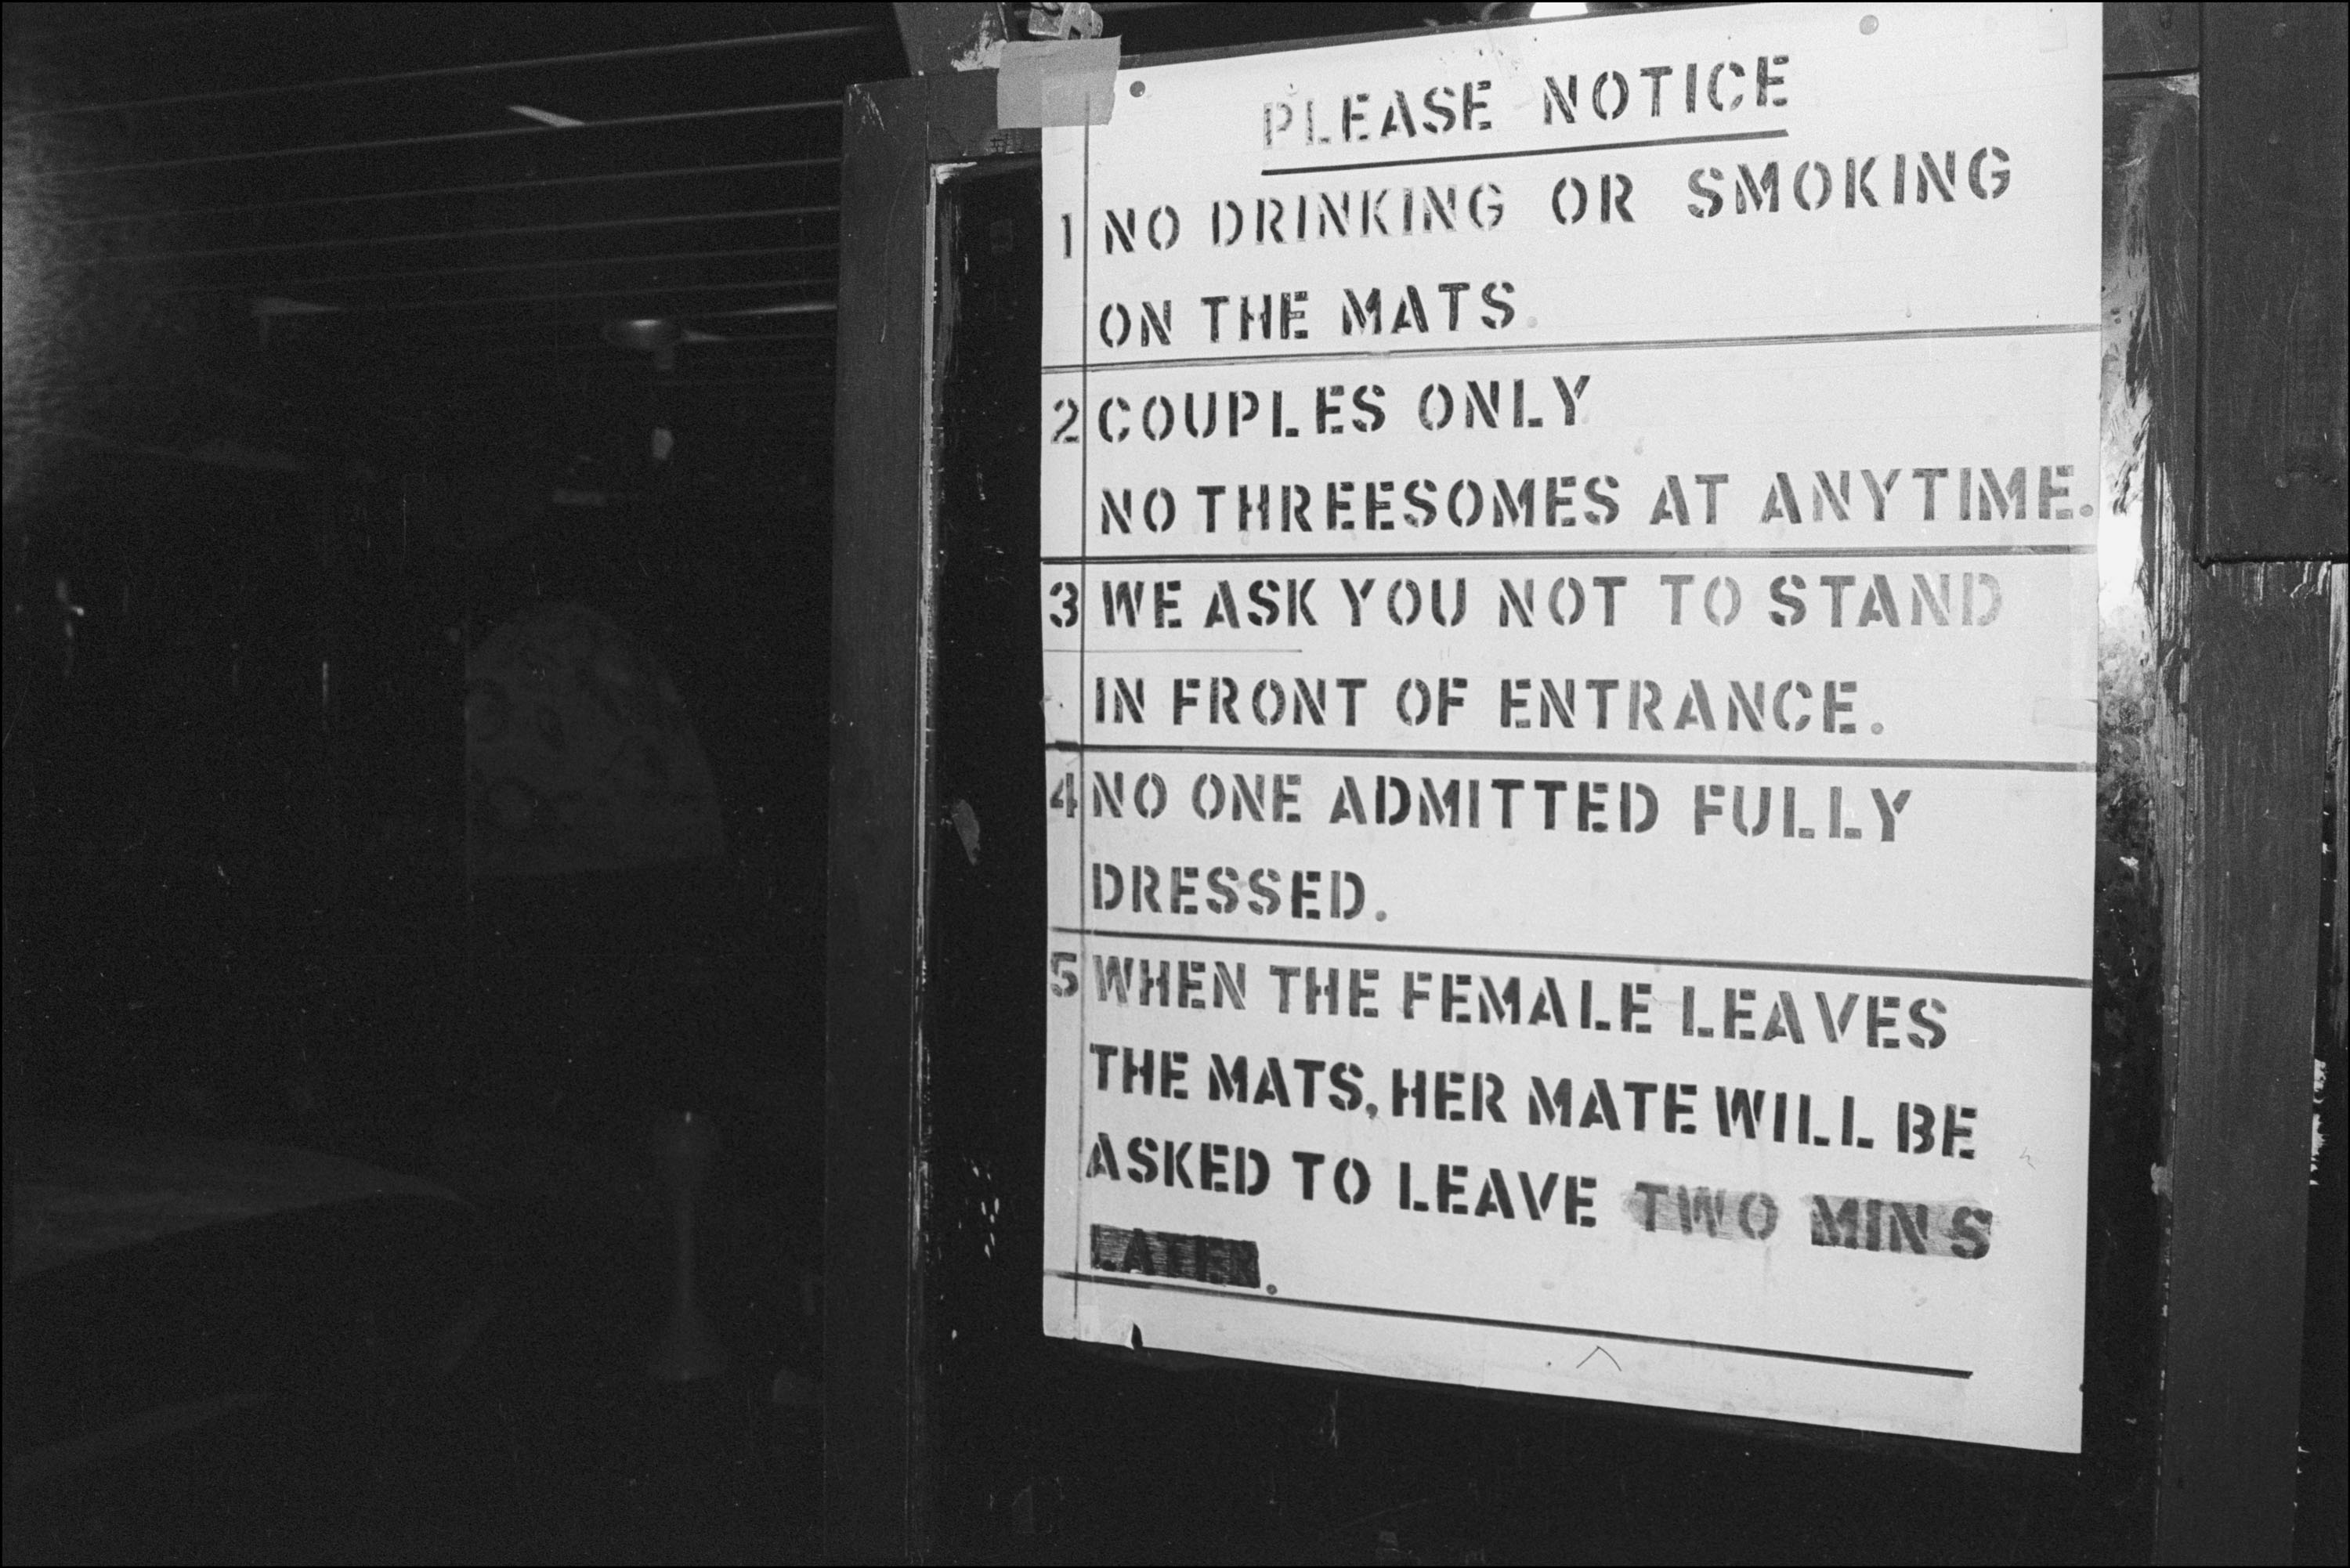 PLEASE NOTICE
1 NO DRINKING OR SMOKING
ON THE MATS
2 COUPLES ONLY
NO THREESOMES AT ANYTIME.
3 WE ASK YOU NOT TO STAND
IN FRONT OF ENTRANCE.
4 NO ONE ADMITTED FULLY
DRESSED.
5 WHEN THE FEMALE LEAVES
THE MATS, HER MATE WILL BE
ASKED TO LEAVE TWO MINS
LATER.